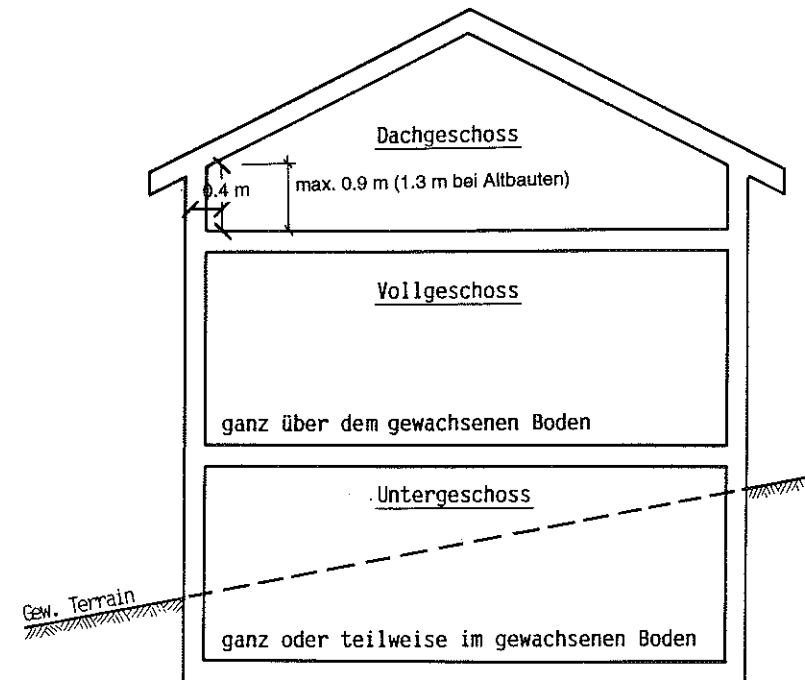 Dachgeschoss
0.4 m
max. 0.9 m (1.3 m bei Altbauten)
Vollgeschoss
ganz über dem gewachsenen Boden
Untergeschoss
Gew. Terrain
ganz oder teilweise im gewachsenen Boden